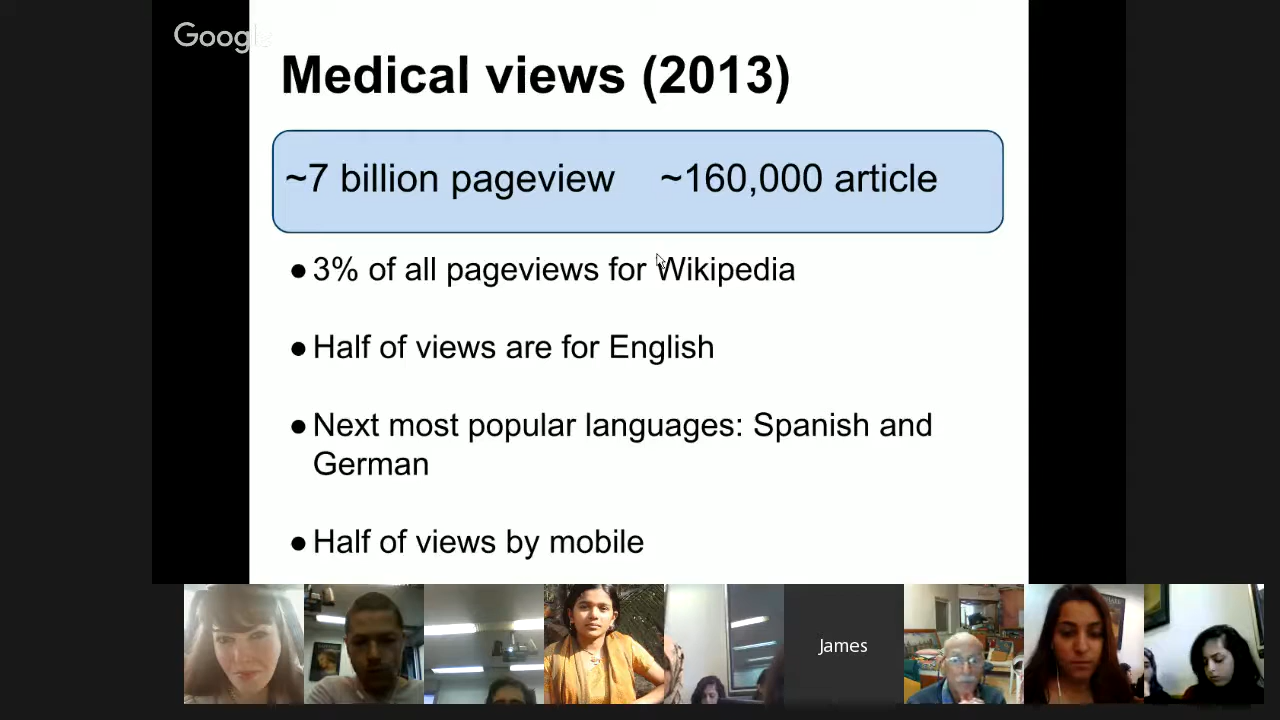 Google
Medical views (2013)
~7 billion pageview ~160,000 article
● 3% of all pageviews for Wikipedia
● Half of views are for English
● Next most popular languages: Spanish and
German
● Half of views by mobile
James